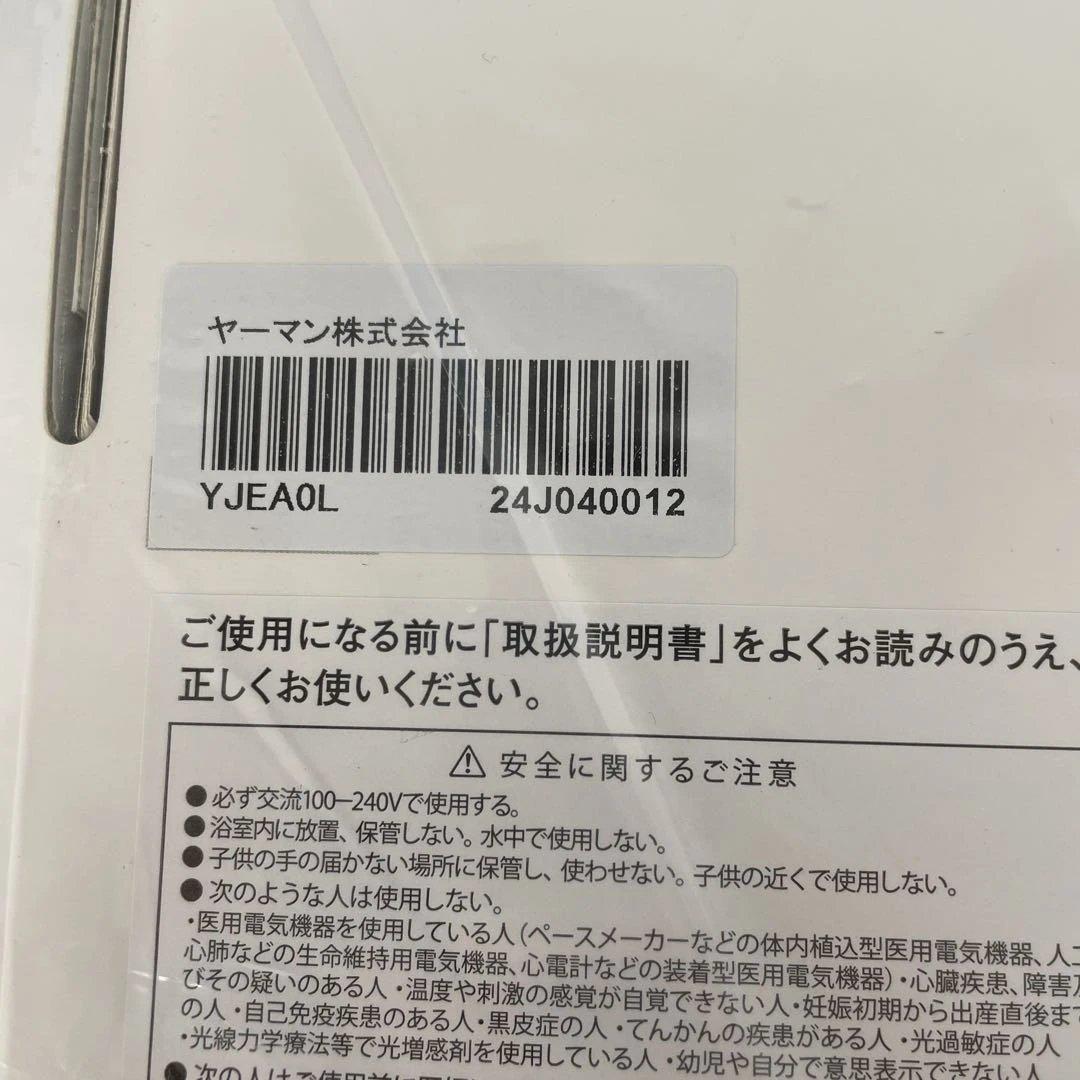 ヤーマン株式会社
YJEA0L 24J040012
ご使用になる前に「取扱説明書」をよくお読みのうえ、
正しくお使いください。
⚠ 安全に関するご注意
●必ず交流100−240Vで使用する。
●浴室内に放置、保管しない。水中で使用しない。
●子供の手の届かない場所に保管し、使わせない。子供の近くで使用しない。
●次のような人は使用しない。
・医用電気機器を使用している人(ペースメーカーなどの体内植込型医用電気機器、人工
心肺などの生命維持用電気機器、心電計などの装着型医用電気機器)・心臓疾患、障害及
びその疑いのある人・温度や刺激の感覚が自覚できない人・妊娠初期から出産直後まで
の人・自己免疫疾患のある人・黒皮症の人・てんかんの疾患がある人・光過敏症の人
・光線力学療法等で光増感剤を使用している人・幼児や自分で意思表示できない人
●次の人はご使用前に